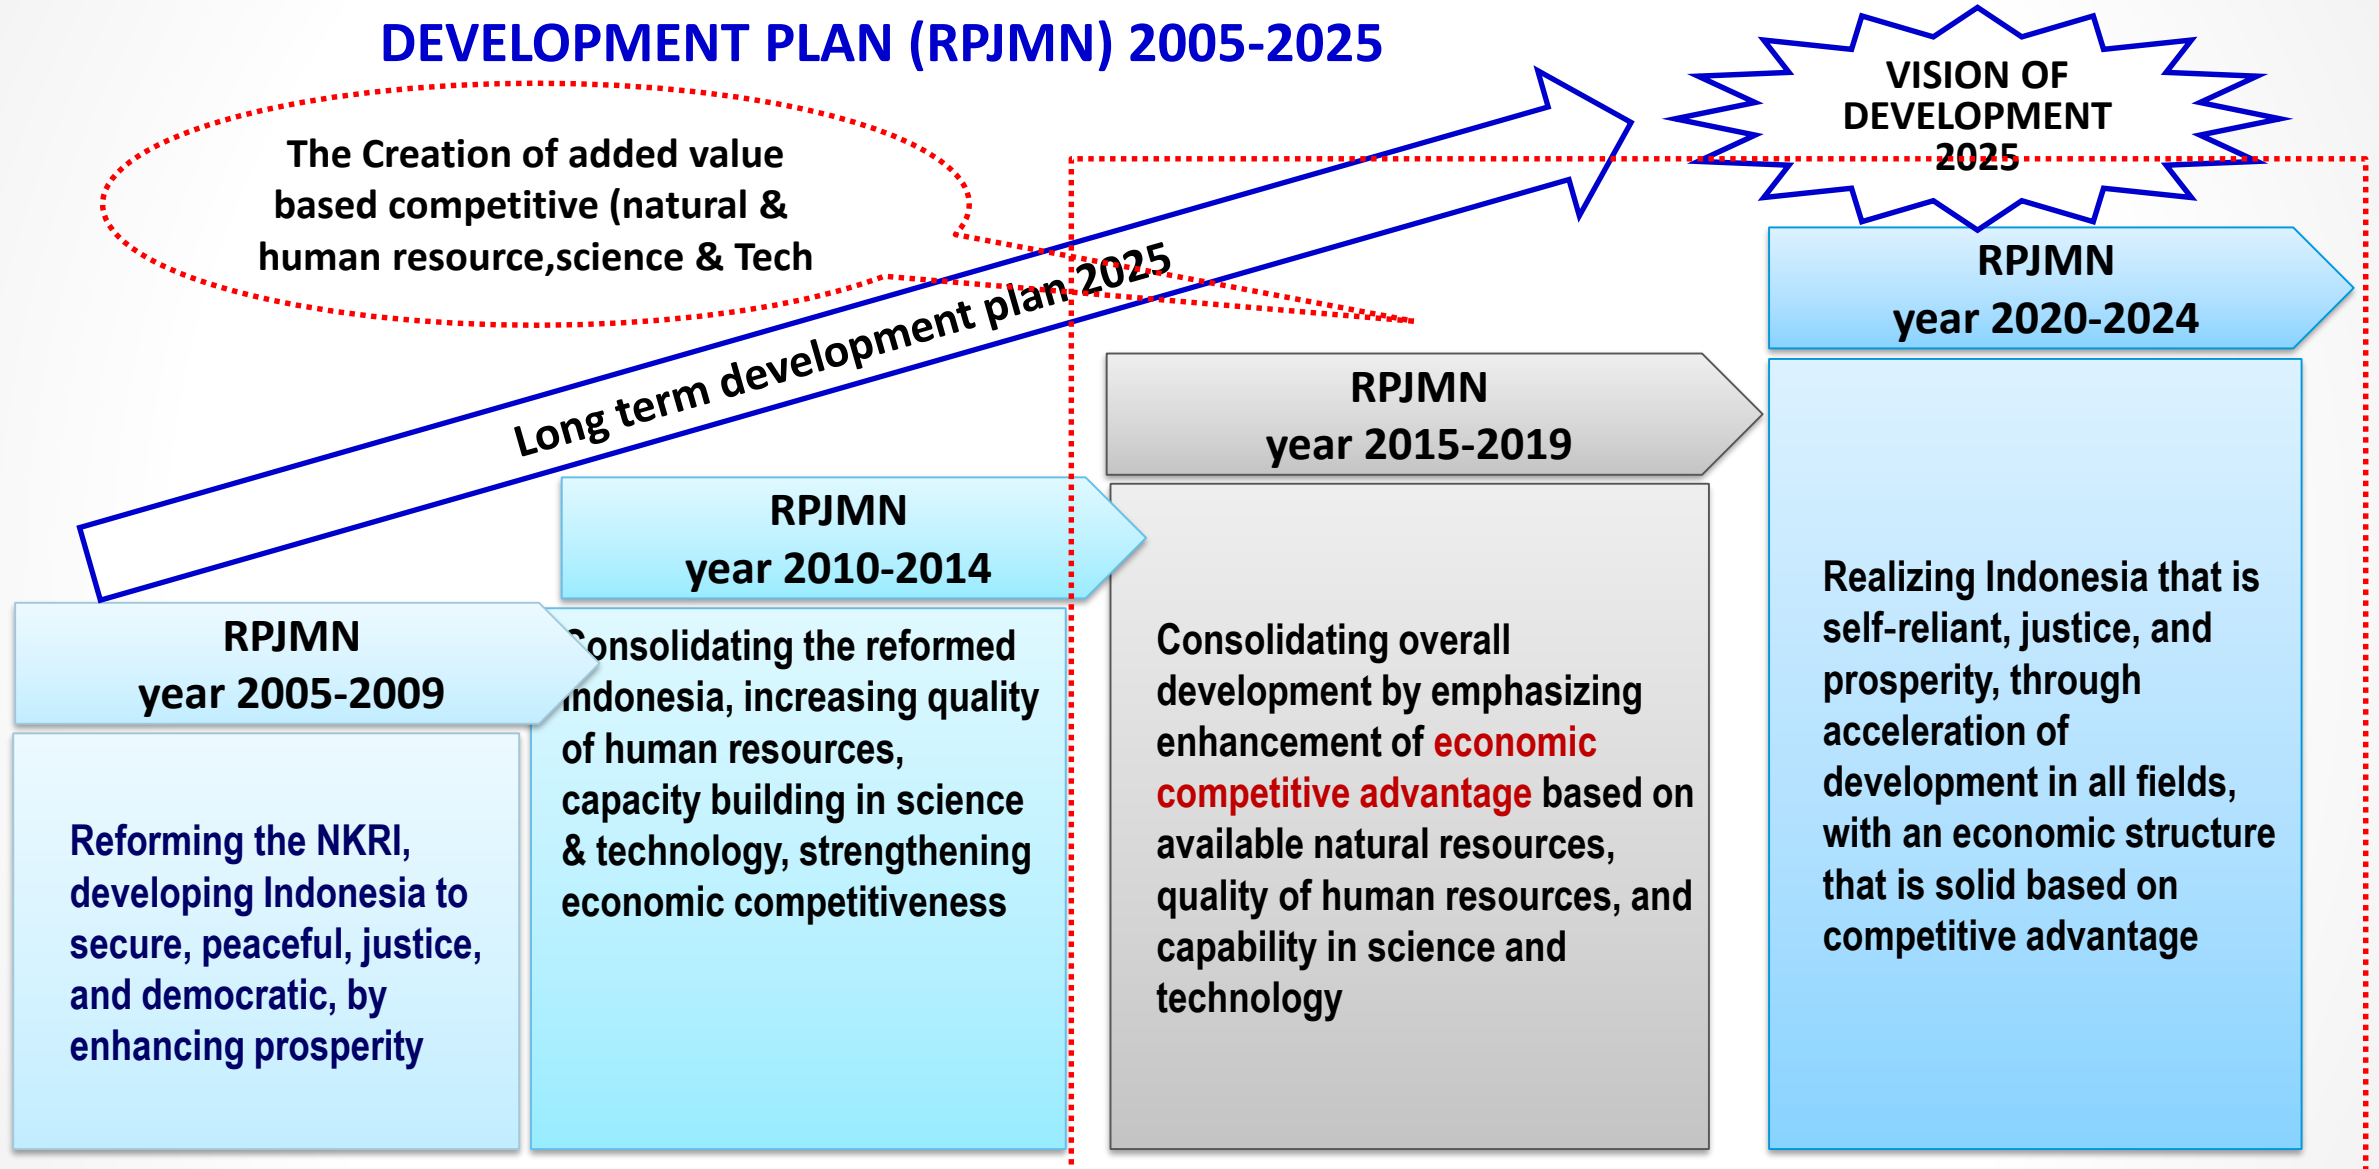 DEVELOPMENT PLAN (RPJMN) 2005-2025
VISION OF
DEVELOPMENT
2025
The Creation of added value
based competitive (natural &
human resource,science & Tech
Long term development plan 2025
RPJMN
year 2005-2009
Reforming the NKRI,
developing Indonesia to
secure, peaceful, justice,
and democratic, by
enhancing prosperity
RPJMN
year 2010-2014
Consolidating the reformed
Indonesia, increasing quality
of human resources,
capacity building in science
& technology, strengthening
economic competitiveness
RPJMN
year 2015-2019
Consolidating overall
development by emphasizing
enhancement of economic
competitive advantage based on
available natural resources,
quality of human resources, and
capability in science and
technology
RPJMN
year 2020-2024
Realizing Indonesia that is
self-reliant, justice, and
prosperity, through
acceleration of
development in all fields,
with an economic structure
that is solid based on
competitive advantage